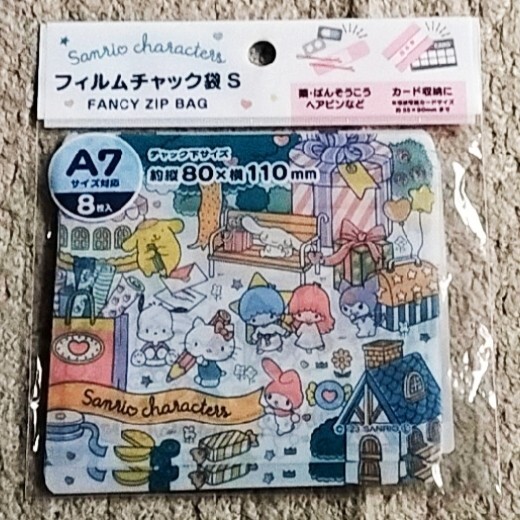 Sanrio characters
フィルムチャック袋 S
FANCY ZIP BAG
薬・ばんそうこう
ヘアピンなど
カード収納に
A7
サイズ対応
8枚入
チャック下サイズ
約縦80×横110mm
Sanrio characters
SANRIO